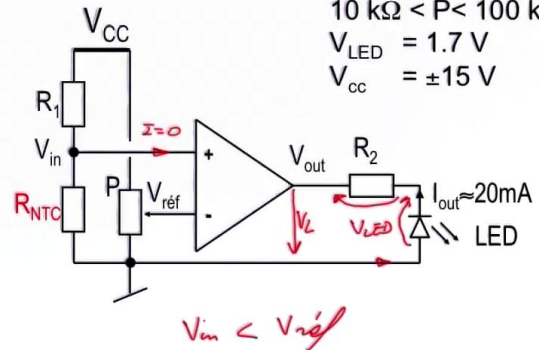 10 kΩ < P< 100 k
V_LED = 1.7 V
V_cc = ±15 V
V_CC
R_1
I=0
V_in
+
V_out
R_2
R_NTC
P
V_réf
-
V_L
V_LED
I_out≈20mA
LED
V_in < V_réf